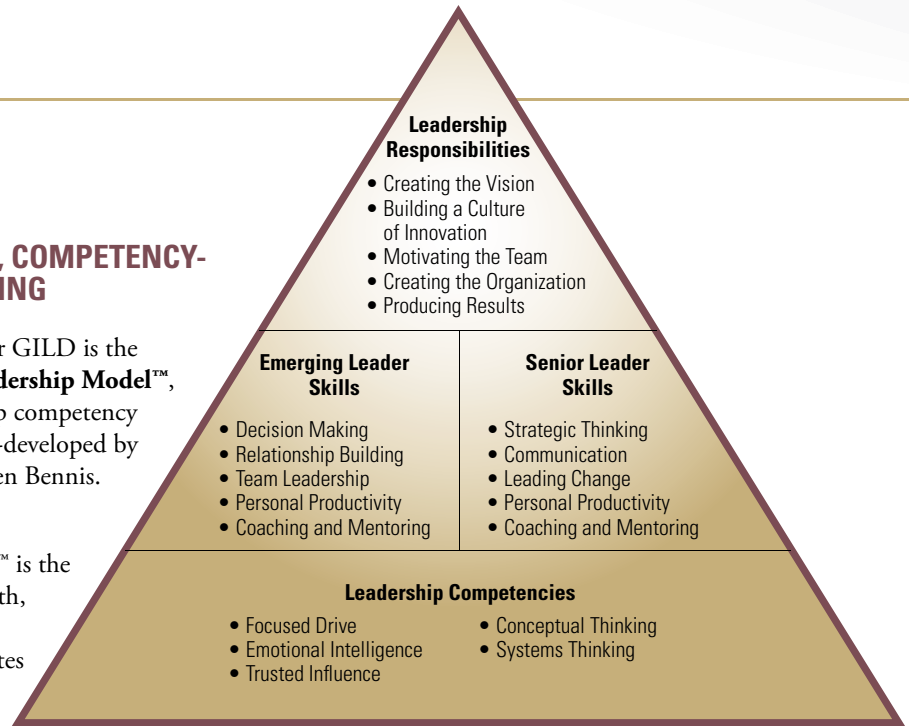 , COMPETENCY-
ING
r GILD is the
dership Model™,
p competency
-developed by
en Bennis.
™ is the
th,
tes
Leadership
Responsibilities
• Creating the Vision
• Building a Culture
of Innovation
• Motivating the Team
• Creating the Organization
• Producing Results
Emerging Leader
Skills
• Decision Making
• Relationship Building
• Team Leadership
• Personal Productivity
• Coaching and Mentoring
Senior Leader
Skills
• Strategic Thinking
• Communication
• Leading Change
• Personal Productivity
• Coaching and Mentoring
Leadership Competencies
• Focused Drive
• Emotional Intelligence
• Trusted Influence
• Conceptual Thinking
• Systems Thinking